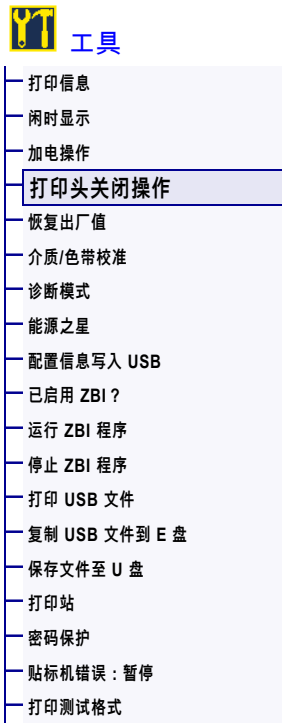 工具
打印信息
闲时显示
加电操作
打印头关闭操作
恢复出厂值
介质/色带校准
诊断模式
能源之星
配置信息写入 USB
已启用 ZBI？
运行 ZBI 程序
停止 ZBI 程序
打印 USB 文件
复制 USB 文件到 E 盘
保存文件至 U 盘
打印站
密码保护
贴标机错误：暂停
打印测试格式